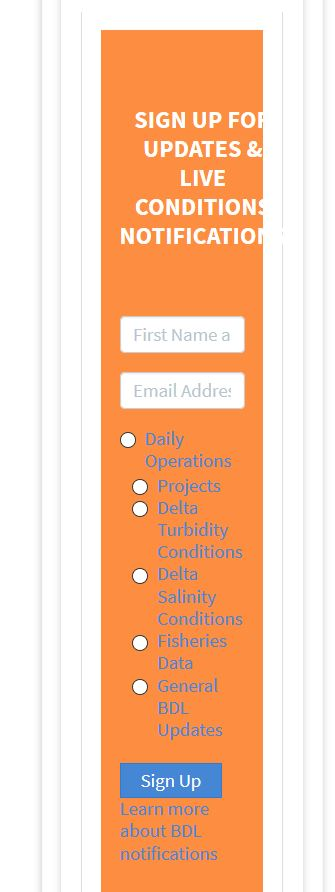 SIGN UP FOR
UPDATES &
LIVE
CONDITIONS
NOTIFICATIONS
First Name a
Email Addres
Daily
Operations
Projects
Delta
Turbidity
Conditions
Delta
Salinity
Conditions
Fisheries
Data
General
BDL
Updates
Sign Up
Learn more
about BDL
notifications